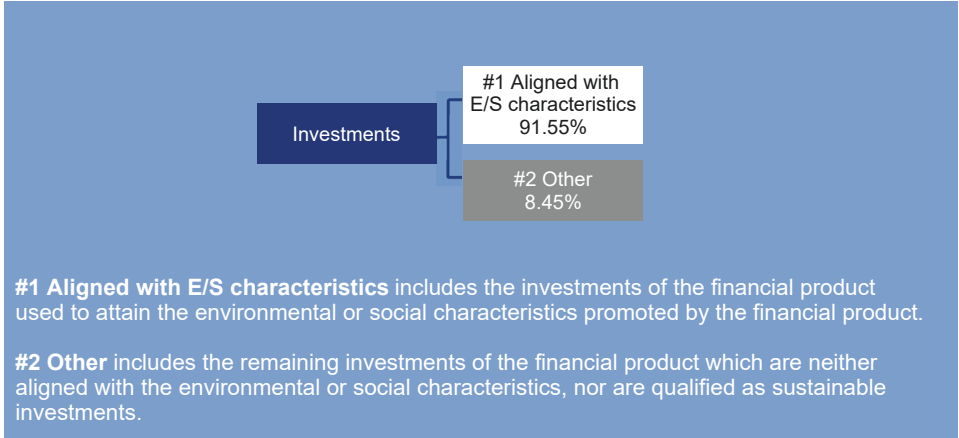 Investments
#1 Aligned with
E/S characteristics
91.55%
#2 Other
8.45%
#1 Aligned with E/S characteristics includes the investments of the financial product
used to attain the environmental or social characteristics promoted by the financial product.
#2 Other includes the remaining investments of the financial product which are neither
aligned with the environmental or social characteristics, nor are qualified as sustainable
investments.